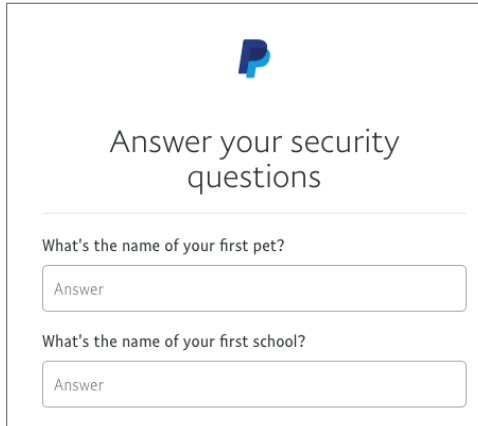 Answer your security
questions
What's the name of your first pet?
Answer
What's the name of your first school?
Answer